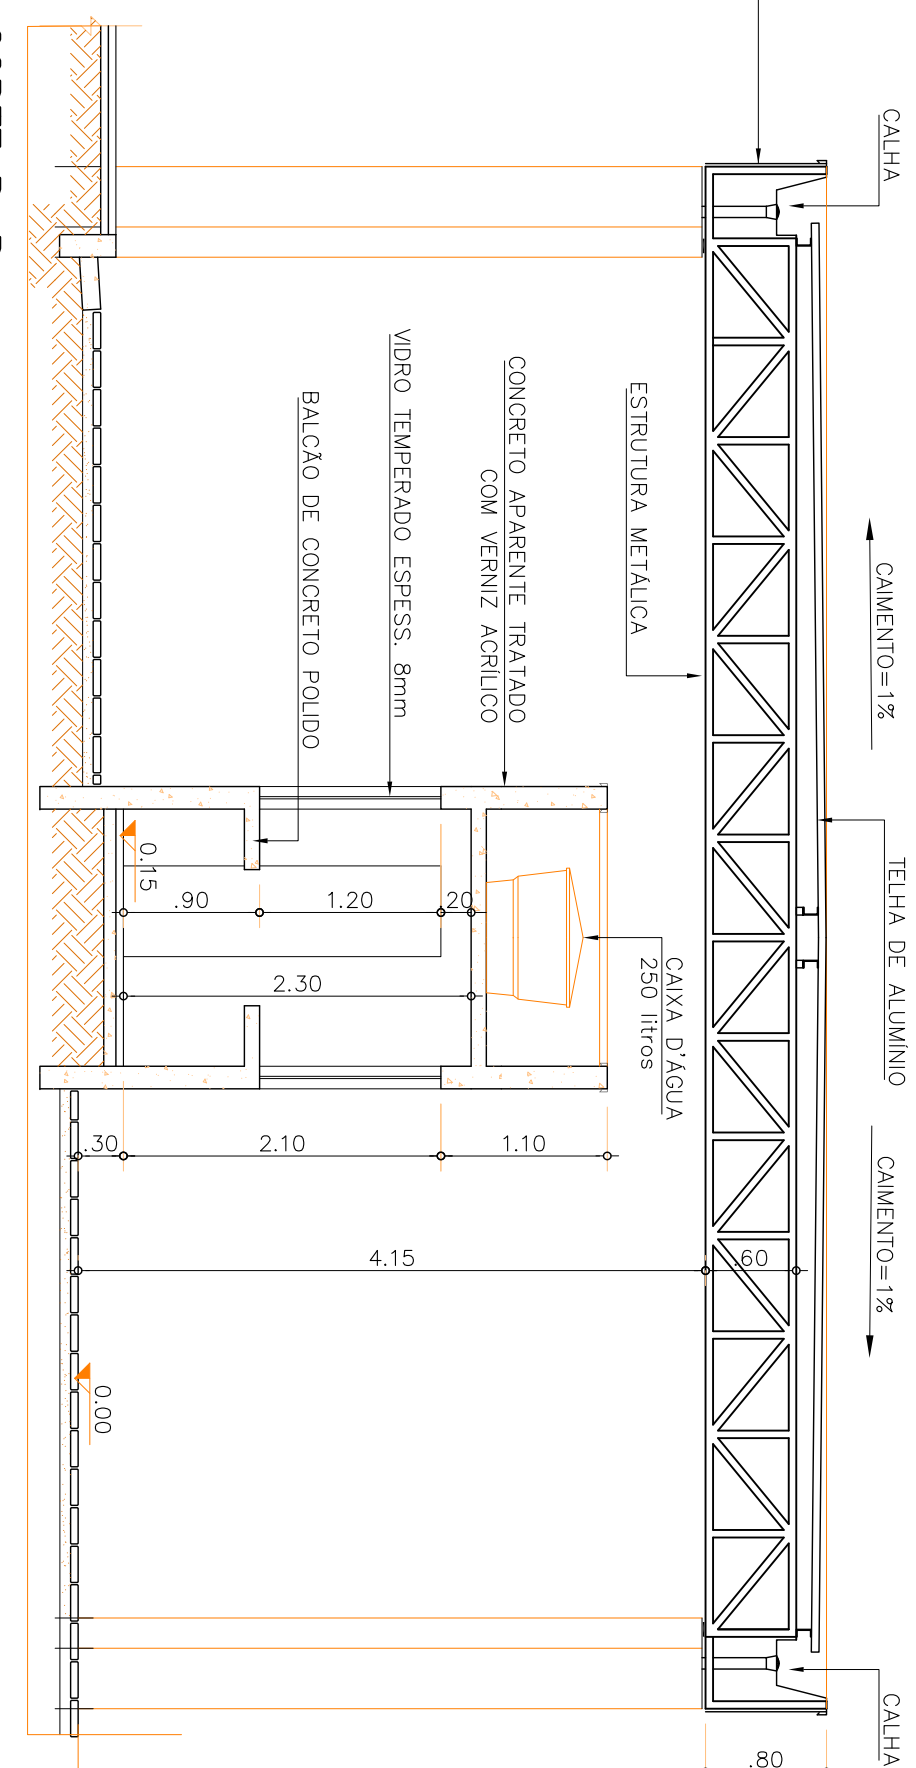 CALHA
CAIMENTO=1%
TELHA DE ALUMÍNIO
CAIMENTO=1%
CALHA
ESTRUTURA METÁLICA
CAIXA D'ÁGUA
250 litros
CONCRETO APARENTE TRATADO
COM VERNIZ ACRÍLICO
VIDRO TEMPERADO ESPESS. 8mm
BALCÃO DE CONCRETO POLIDO
.80
.60
4.15
1.10
2.10
.30
.20
1.20
.90
2.30
0.15
0.00